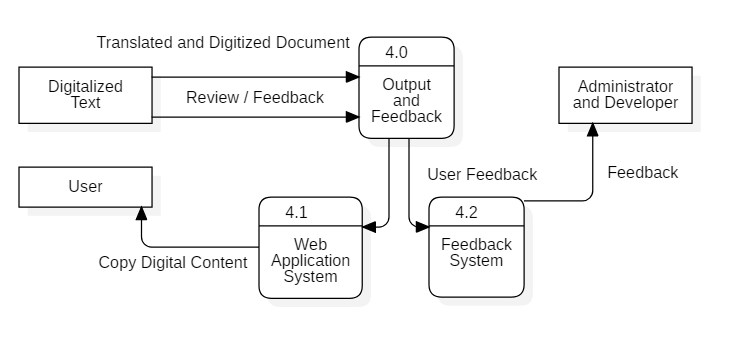 Translated and Digitized Document
4.0
Digitalized
Text
Review / Feedback
Output
and
Feedback
Administrator
and Developer
User
User Feedback
Feedback
4.1
Web
Application
System
4.2
Feedback
System
Copy Digital Content